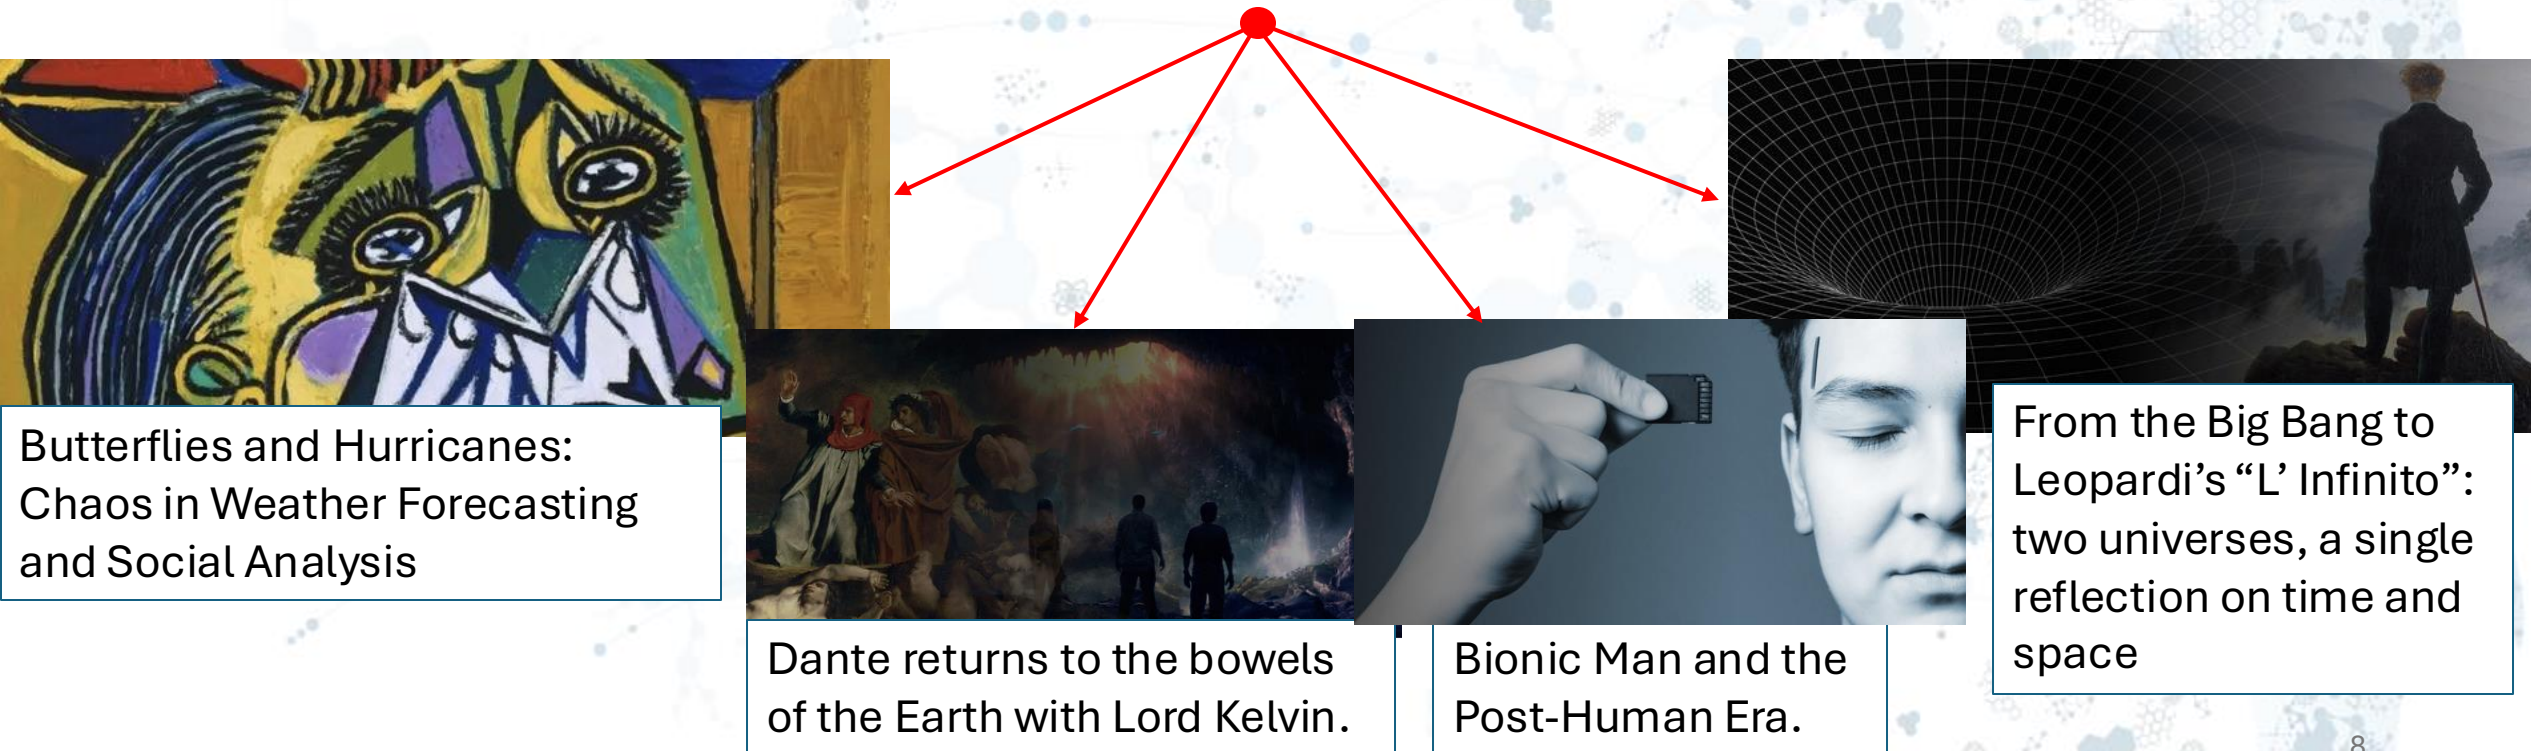 Butterflies and Hurricanes:
Chaos in Weather Forecasting
and Social Analysis
Dante returns to the bowels
of the Earth with Lord Kelvin.
Bionic Man and the
Post-Human Era.
From the Big Bang to
Leopardi’s “L’ Infinito”:
two universes, a single
reflection on time and
space
8